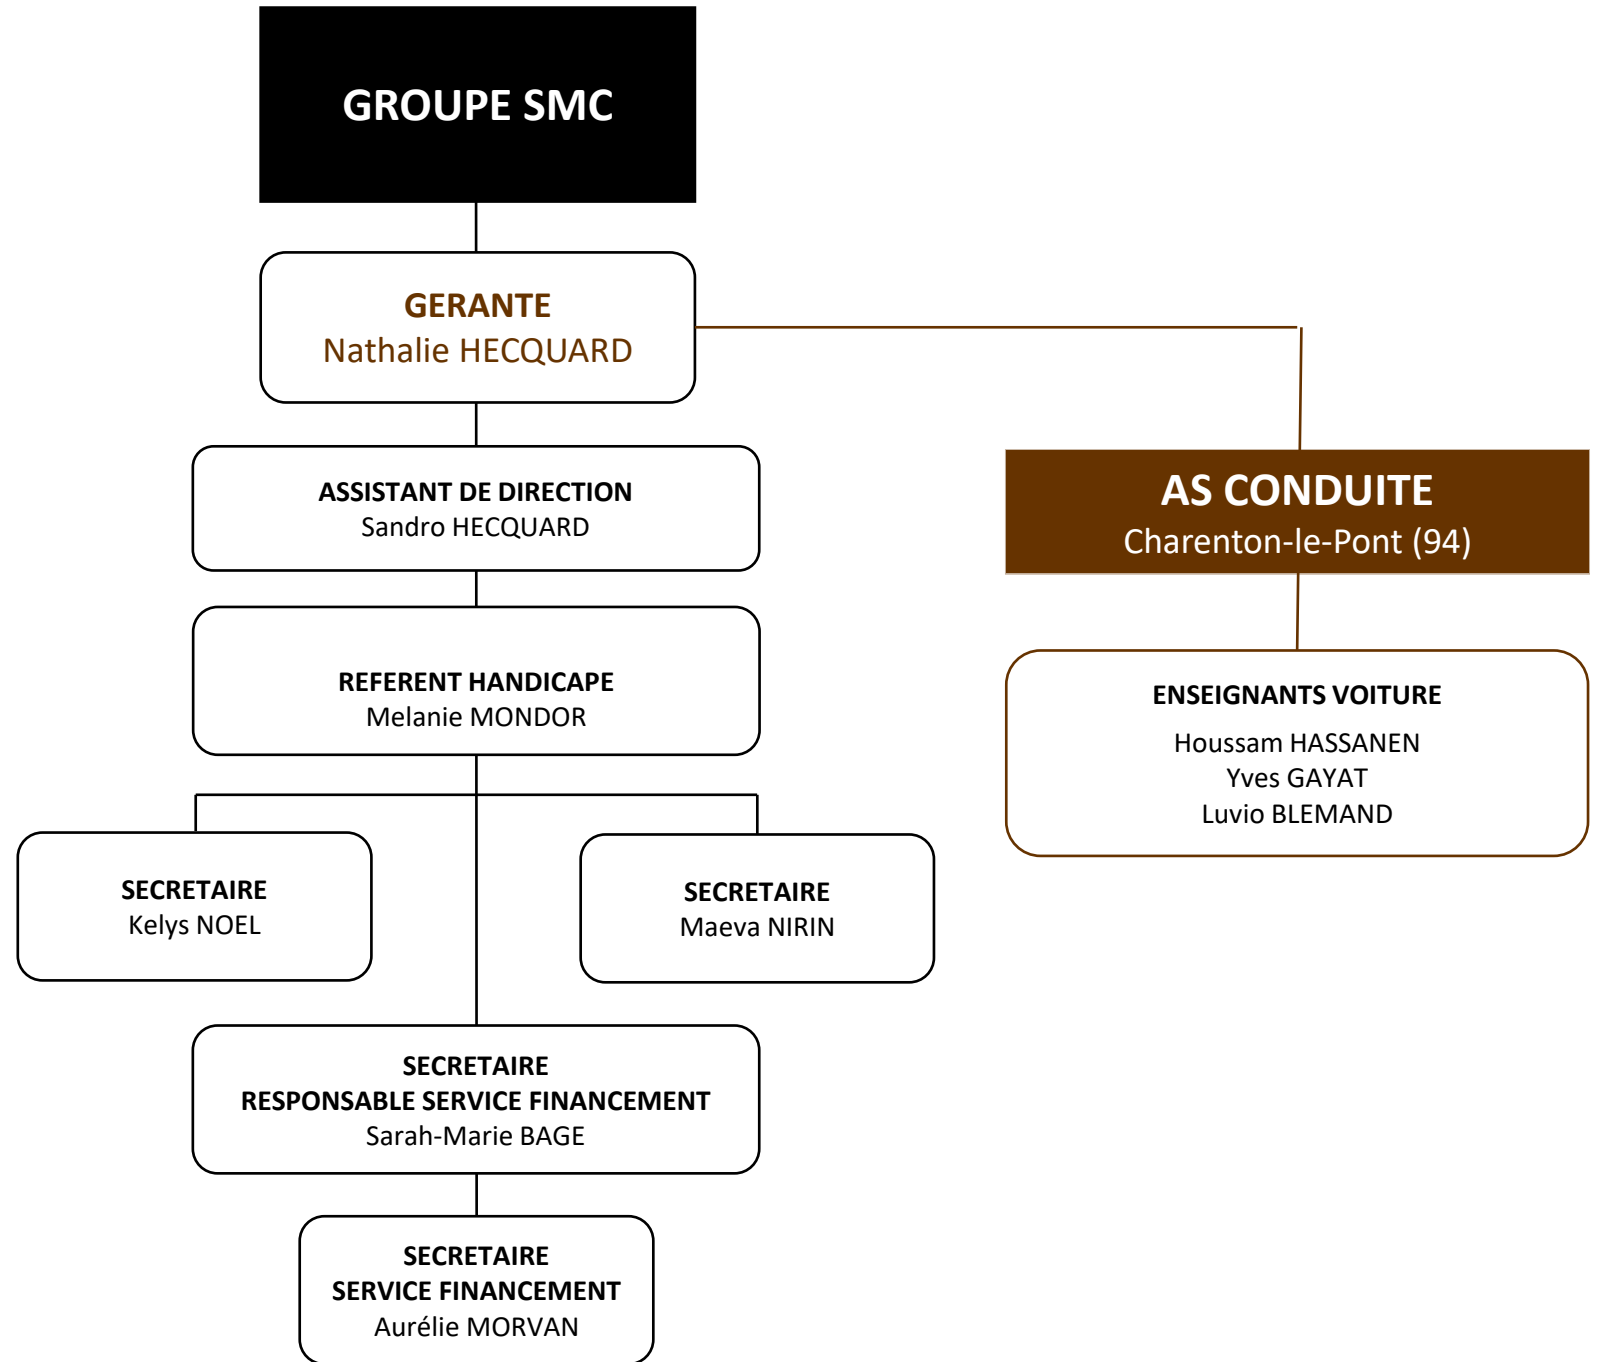 GROUPE SMC
GERANTE
Nathalie HECQUARD
ASSISTANT DE DIRECTION
Sandro HECQUARD
AS CONDUITE
Charenton-le-Pont (94)
REFERENT HANDICAPE
Melanie MONDOR
ENSEIGNANTS VOITURE
Houssam HASSANEN
Yves GAYAT
Luvio BLEMAND
SECRETAIRE
Kelys NOEL
SECRETAIRE
Maeva NIRIN
SECRETAIRE
RESPONSABLE SERVICE FINANCEMENT
Sarah-Marie BAGE
SECRETAIRE
SERVICE FINANCEMENT
Aurélie MORVAN